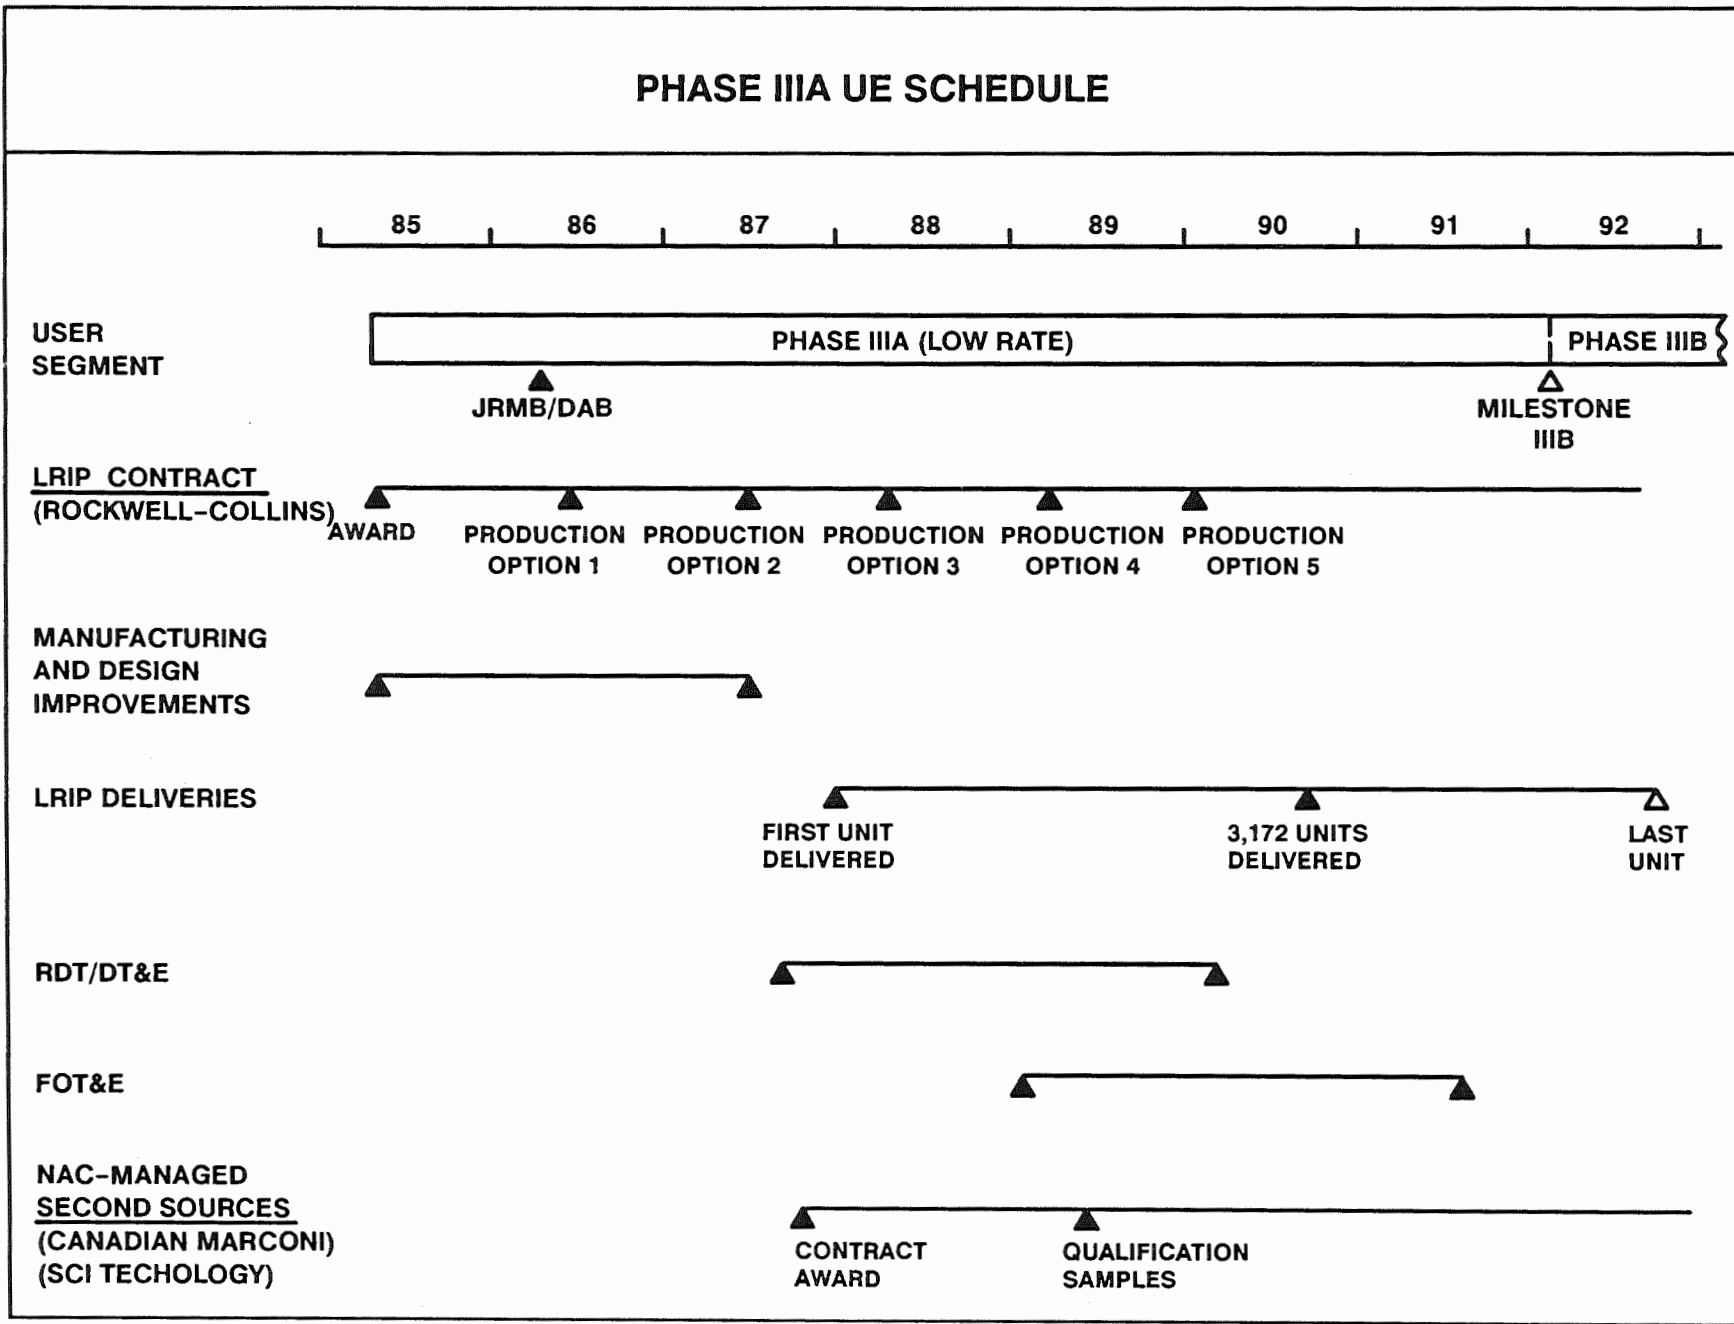 PHASE IIIA UE SCHEDULE
85 86 87 88 89 90 91 92
USER
SEGMENT
PHASE IIIA (LOW RATE)
PHASE IIIB
JRMB/DAB
MILESTONE
IIIB
LRIP CONTRACT
(ROCKWELL-COLLINS)
AWARD
PRODUCTION
OPTION 1
PRODUCTION
OPTION 2
PRODUCTION
OPTION 3
PRODUCTION
OPTION 4
PRODUCTION
OPTION 5
MANUFACTURING
AND DESIGN
IMPROVEMENTS
LRIP DELIVERIES
FIRST UNIT
DELIVERED
3,172 UNITS
DELIVERED
LAST
UNIT
RDT/DT&E
FOT&E
NAC-MANAGED
SECOND SOURCES
(CANADIAN MARCONI)
(SCI TECHOLOGY)
CONTRACT
AWARD
QUALIFICATION
SAMPLES